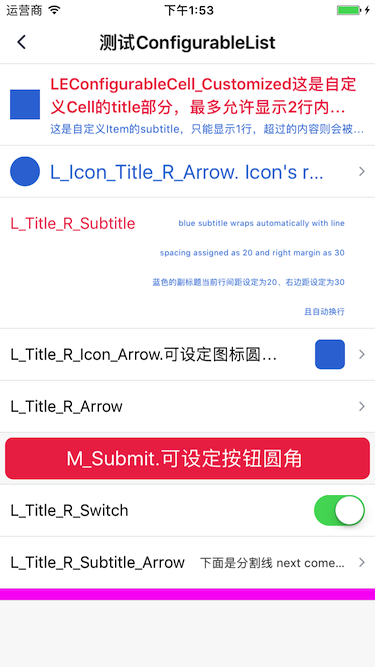 运营商 下午1:53
测试ConfigurableList
LEConfigurableCell_Customized这是自定
义Cell的title部分，最多允许显示2行内...
这是自定义Item的subtitle，只能显示1行，超过的内容则会被...
L_Icon_Title_R_Arrow. Icon's r...
L_Title_R_Subtitle
blue subtitle wraps automatically with line
spacing assigned as 20 and right margin as 30
蓝色的副标题当前行间距设定为20、右边距设定为30
且自动换行
L_Title_R_Icon_Arrow.可设定图标圆...
L_Title_R_Arrow
M_Submit.可设定按钮圆角
L_Title_R_Switch
L_Title_R_Subtitle_Arrow 下面是分割线 next come...